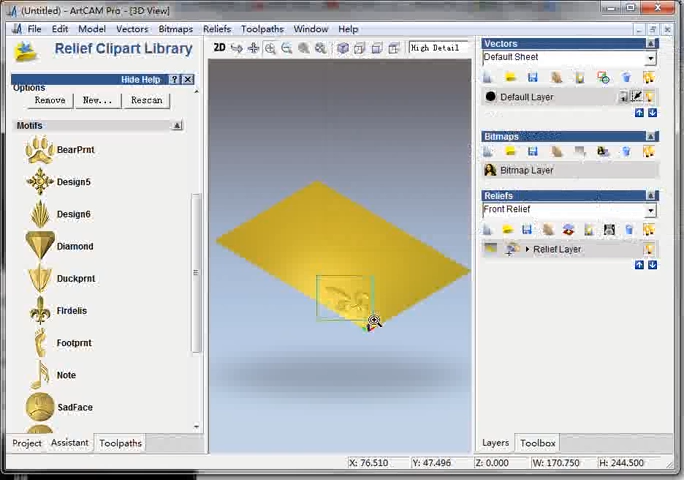 (Untitled) - ArtCAM Pro - [3D View]
File Edit Model Vectors Bitmaps Reliefs Toolpaths Window Help
Relief Clipart Library
Hide Help ?
Options
Remove New... Rescan
Motifs
BearPrnt
Design5
Design6
Diamond
Duckprnt
Flrdelis
Footprnt
Note
SadFace
Project Assistant Toolpaths
2D
High Detail
Vectors
Default Sheet
Default Layer
Bitmaps
Bitmap Layer
Reliefs
Front Relief
Relief Layer
Layers Toolbox
X: 76.510 Y: 47.496 Z: 0.000 W: 170.750 H: 244.500